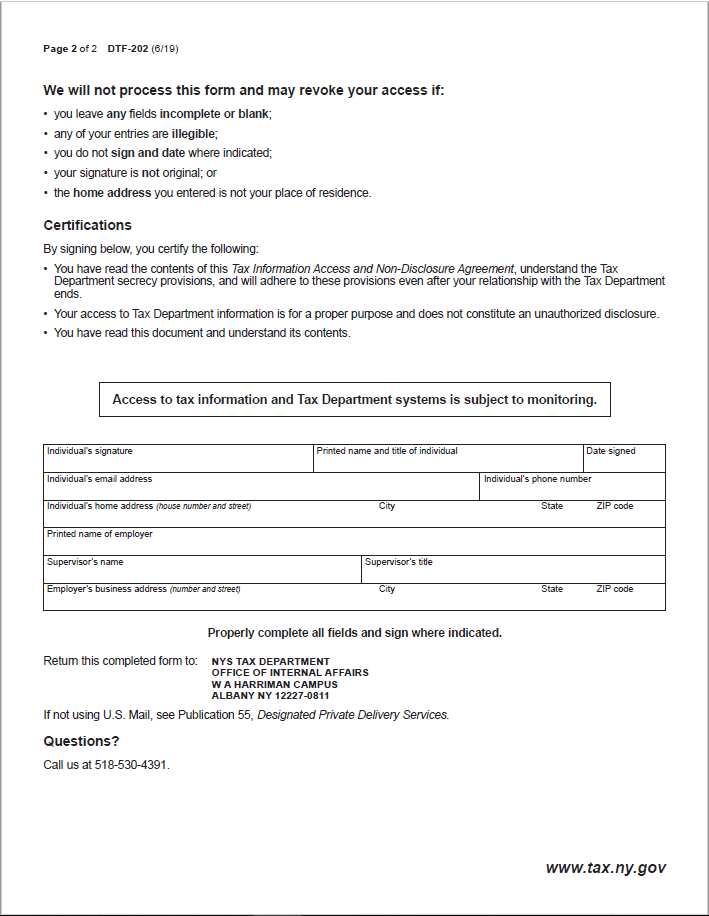 Page 2 of 2 DTF-202 (6/19)
We will not process this form and may revoke your access if:
• you leave any fields incomplete or blank;
• any of your entries are illegible;
• you do not sign and date where indicated;
• your signature is not original; or
• the home address you entered is not your place of residence.
Certifications
By signing below, you certify the following:
• You have read the contents of this Tax Information Access and Non-Disclosure Agreement, understand the Tax
Department secrecy provisions, and will adhere to these provisions even after your relationship with the Tax Department
ends.
• Your access to Tax Department information is for a proper purpose and does not constitute an unauthorized disclosure.
• You have read this document and understand its contents.
Access to tax information and Tax Department systems is subject to monitoring.
Individual's signature Printed name and title of individual Date signed
Individual's email address Individual's phone number
Individual's home address (house number and street) City State ZIP code
Printed name of employer
Supervisor's name Supervisor's title
Employer's business address (number and street) City State ZIP code
Properly complete all fields and sign where indicated.
Return this completed form to: NYS TAX DEPARTMENT
OFFICE OF INTERNAL AFFAIRS
W A HARRIMAN CAMPUS
ALBANY NY 12227-0811
If not using U.S. Mail, see Publication 55, Designated Private Delivery Services.
Questions?
Call us at 518-530-4391.
www.tax.ny.gov